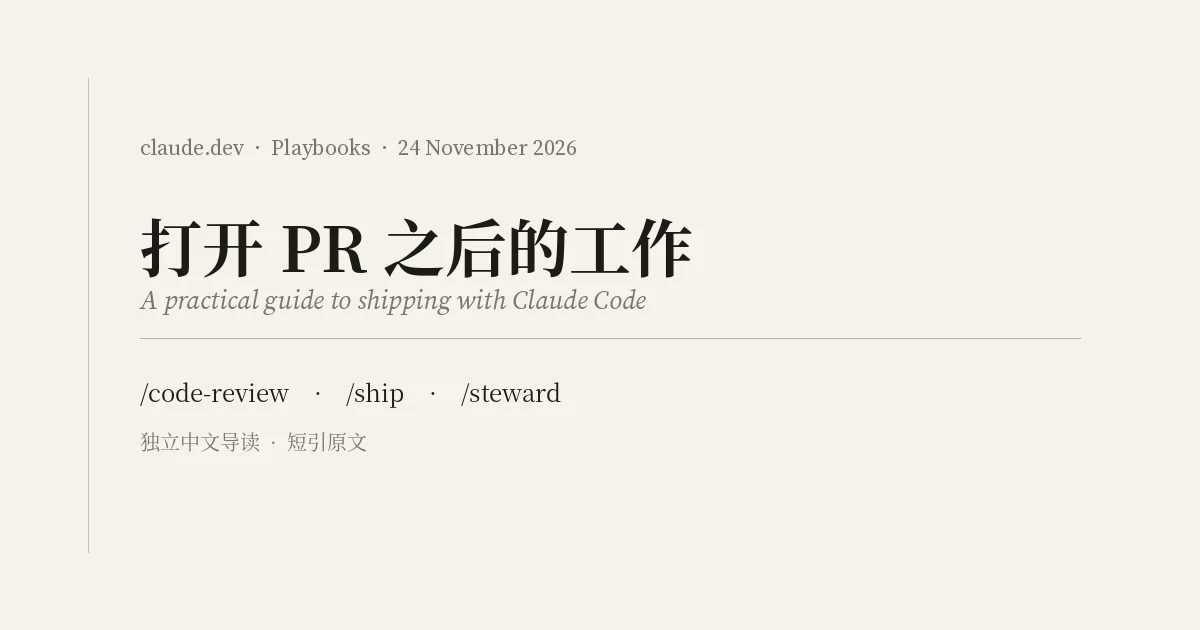 claude.dev · Playbooks · 24 November 2026
打开 PR 之后的工作
A practical guide to shipping with Claude Code
/code-review · /ship · /steward
独立中文导读 · 短引原文